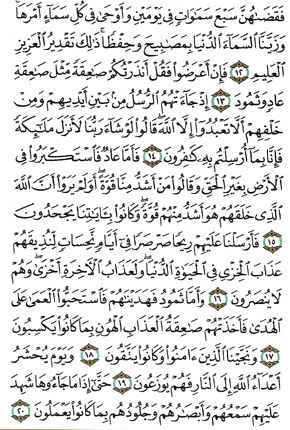 فَقَضَىٰهُنَّ سَبْعَ سَمَٰوَاتٍ فِى يَوْمَيْنِ وَأَوْحَىٰ فِى كُلِّ سَمَآءٍ أَمْرَهَا
وَزَيَّنَّا ٱلسَّمَآءَ ٱلدُّنْيَا بِمَصَٰبِيحَ وَحِفْظًا ذَٰلِكَ تَقْدِيرُ ٱلْعَزِيزِ
ٱلْعَلِيمِ ١٢ فَإِنْ أَعْرَضُوا۟ فَقُلْ أَنذَرْتُكُمْ صَٰعِقَةً مِّثْلَ صَٰعِقَةِ
عَادٍ وَثَمُودَ ١٣ إِذْ جَآءَتْهُمُ ٱلرُّسُلُ مِنۢ بَيْنِ أَيْدِيهِمْ وَمِنْ
خَلْفِهِمْ أَلَّا تَعْبُدُوٓا۟ إِلَّا ٱللَّهَ قَالُوا۟ لَوْ شَآءَ رَبُّنَا لَأَنزَلَ مَلَٰٓئِكَةً
فَإِنَّا بِمَآ أُرْسِلْتُم بِهِۦ كَٰفِرُونَ ١٤ فَأَمَّا عَادٌ فَٱسْتَكْبَرُوا۟ فِى
ٱلْأَرْضِ بِغَيْرِ ٱلْحَقِّ وَقَالُوا۟ مَنْ أَشَدُّ مِنَّا قُوَّةً أَوَلَمْ يَرَوْا۟ أَنَّ ٱللَّهَ
ٱلَّذِى خَلَقَهُمْ هُوَ أَشَدُّ مِنْهُمْ قُوَّةً وَكَانُوا۟ بِـَٔايَٰتِنَا يَجْحَدُونَ
١٥ فَأَرْسَلْنَا عَلَيْهِمْ رِيحًا صَرْصَرًا فِىٓ أَيَّامٍ نَّحِسَاتٍ لِّنُذِيقَهُمْ
عَذَابَ ٱلْخِزْىِ فِى ٱلْحَيَوٰةِ ٱلدُّنْيَا وَلَعَذَابُ ٱلْءَاخِرَةِ أَخْزَىٰ وَهُمْ
لَا يُنصَرُونَ ١٦ وَأَمَّا ثَمُودُ فَهَدَيْنَٰهُمْ فَٱسْتَحَبُّوا۟ ٱلْعَمَىٰ عَلَى
ٱلْهُدَىٰ فَأَخَذَتْهُمْ صَٰعِقَةُ ٱلْعَذَابِ ٱلْهُونِ بِمَا كَانُوا۟ يَكْسِبُونَ
١٧ وَنَجَّيْنَا ٱلَّذِينَ ءَامَنُوا۟ وَكَانُوا۟ يَتَّقُونَ ١٨ وَيَوْمَ يُحْشَرُ
أَعْدَآءُ ٱللَّهِ إِلَى ٱلنَّارِ فَهُمْ يُوزَعُونَ ١٩ حَتَّىٰٓ إِذَا مَا جَآءُوهَا شَهِدَ
عَلَيْهِمْ سَمْعُهُمْ وَأَبْصَٰرُهُمْ وَجُلُودُهُم بِمَا كَانُوا۟ يَعْمَلُونَ ٢٠